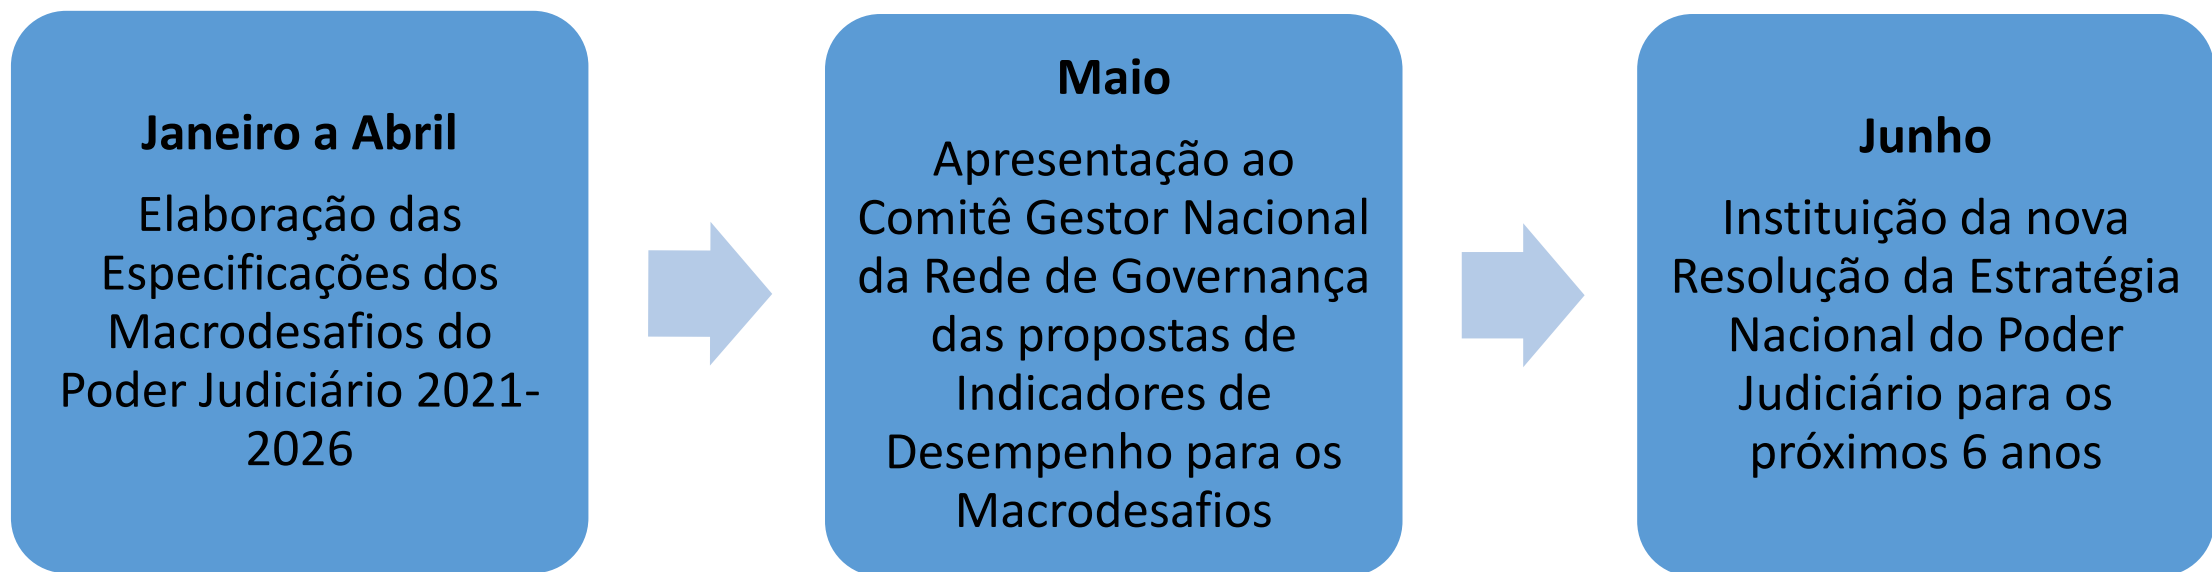 Janeiro a Abril
Elaboração das
Especificações dos
Macrodesafios do
Poder Judiciário 2021-
2026
Maio
Apresentação ao
Comitê Gestor Nacional
da Rede de Governança
das propostas de
Indicadores de
Desempenho para os
Macrodesafios
Junho
Instituição da nova
Resolução da Estratégia
Nacional do Poder
Judiciário para os
próximos 6 anos